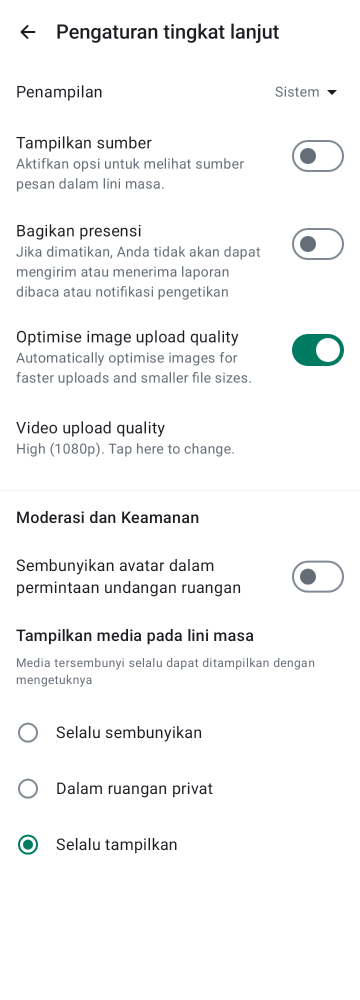 Pengaturan tingkat lanjut
Penampilan
Sistem
Tampilkan sumber
Aktifkan opsi untuk melihat sumber
pesan dalam lini masa.
Bagikan presensi
Jika dimatikan, Anda tidak akan dapat
mengirim atau menerima laporan
dibaca atau notifikasi pengetikan
Optimise image upload quality
Automatically optimise images for
faster uploads and smaller file sizes.
Video upload quality
High (1080p). Tap here to change.
Moderasi dan Keamanan
Sembunyikan avatar dalam
permintaan undangan ruangan
Tampilkan media pada lini masa
Media tersembunyi selalu dapat ditampilkan dengan
mengetuknya
Selalu sembunyikan
Dalam ruangan privat
Selalu tampilkan